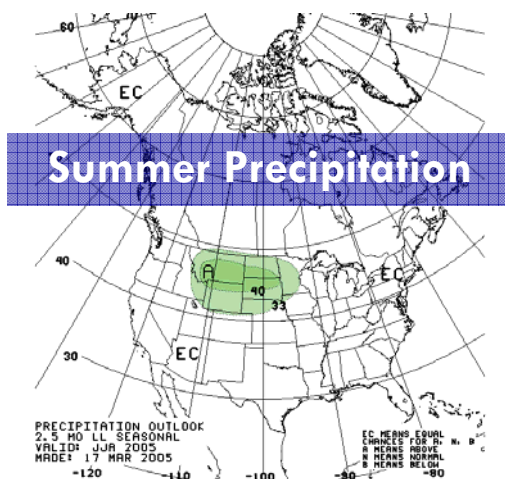 60
EC
Summer Precipitation
40
A
EC
40
33
EC
30
PRECIPITATION OUTLOOK
2.5 MO LL SEASONAL
VALID: JJA 2005
MADE: 17 MAR 2005
EC MEANS EQUAL
CHANCES FOR A, N, B
A MEANS ABOVE
N MEANS NORMAL
B MEANS BELOW
-120
-110
-100
-90
-80